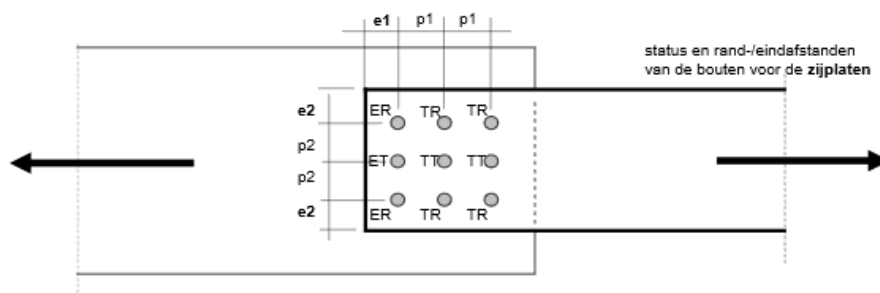 e1 p1 p1
status en rand-/eindafstanden
van de bouten voor de zijplaten
e2 ER TR TR
p2
ET TT TT
p2
e2 ER TR TR